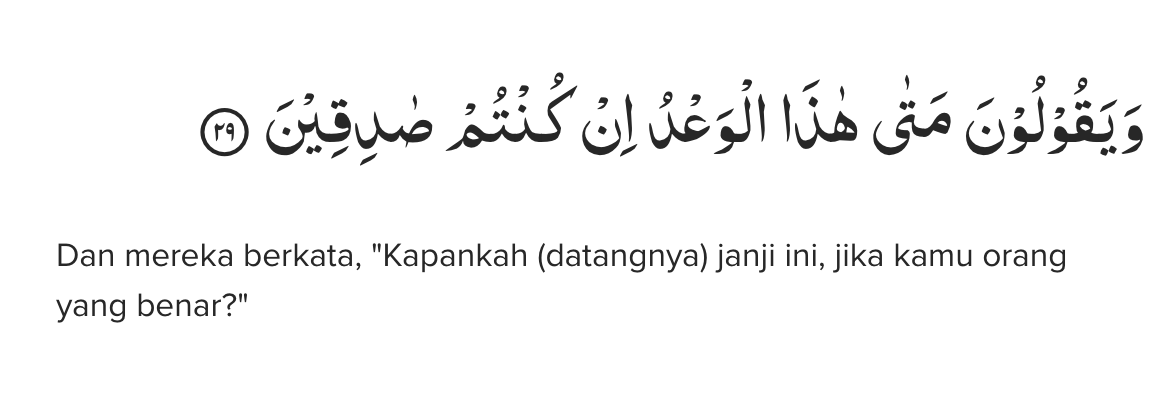 وَيَقُوْلُوْنَ مَتٰى هٰذَا الْوَعْدُ اِنْ كُنْتُمْ صٰدِقِيْنَ ٢٩
Dan mereka berkata, "Kapankah (datangnya) janji ini, jika kamu orang
yang benar?"